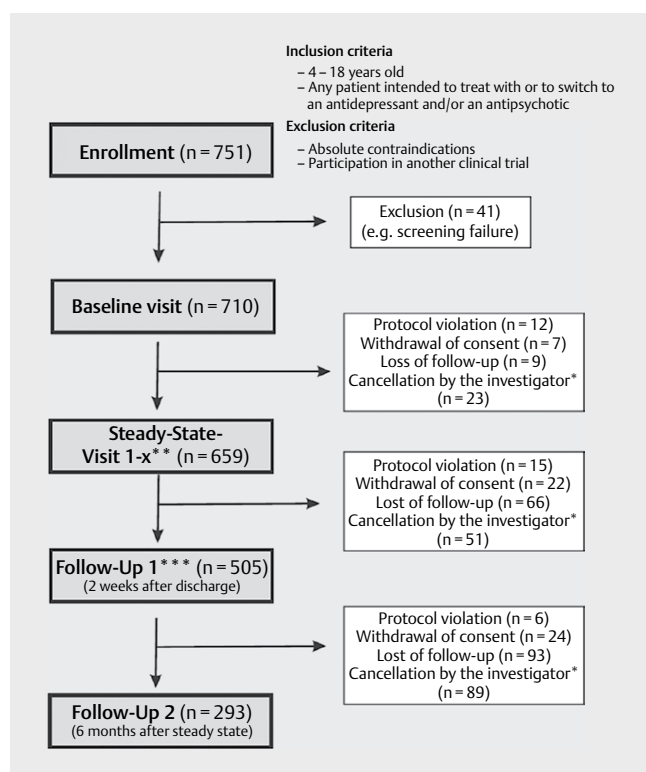 Inclusion criteria
– 4 – 18 years old
– Any patient intended to treat with or to switch to
an antidepressant and/or an antipsychotic
Exclusion criteria
– Absolute contraindications
– Participation in another clinical trial
Enrollment (n = 751)
Exclusion (n = 41)
(e.g. screening failure)
Baseline visit (n = 710)
Protocol violation (n = 12)
Withdrawal of consent (n = 7)
Loss of follow-up (n = 9)
Cancellation by the investigator*
(n = 23)
Steady-State-
Visit 1-x** (n = 659)
Protocol violation (n = 15)
Withdrawal of consent (n = 22)
Lost of follow-up (n = 66)
Cancellation by the investigator*
(n = 51)
Follow-Up 1*** (n = 505)
(2 weeks after discharge)
Protocol violation (n = 6)
Withdrawal of consent (n = 24)
Lost of follow-up (n = 93)
Cancellation by the investigator*
(n = 89)
Follow-Up 2 (n = 293)
(6 months after steady state)